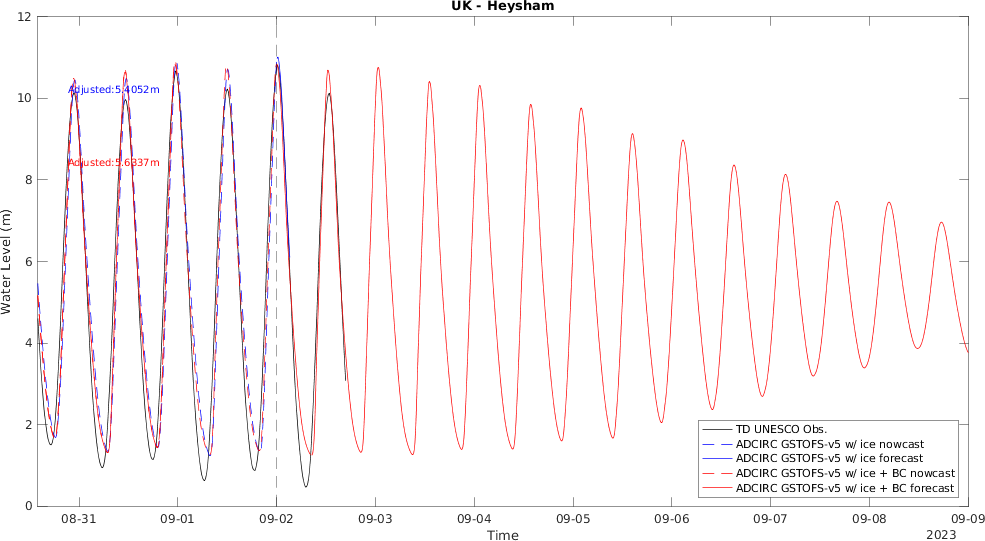 UK - Heysham
12
10
8
6
4
2
0
Water Level (m)
Adjusted:5.4052m
Adjusted:5.6337m
08-31
09-01
09-02
09-03
09-04
09-05
09-06
09-07
09-08
09-09
Time
2023
TD UNESCO Obs.
ADCIRC GSTOFS-v5 w/ ice nowcast
ADCIRC GSTOFS-v5 w/ ice forecast
ADCIRC GSTOFS-v5 w/ ice + BC nowcast
ADCIRC GSTOFS-v5 w/ ice + BC forecast